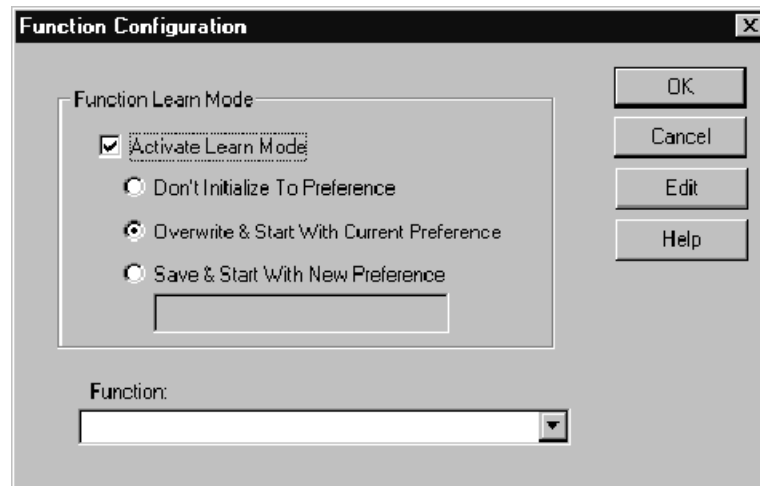 Function Configuration
Function Learn Mode
Activate Learn Mode
Don't Initialize To Preference
Overwrite & Start With Current Preference
Save & Start With New Preference
Function:
OK
Cancel
Edit
Help